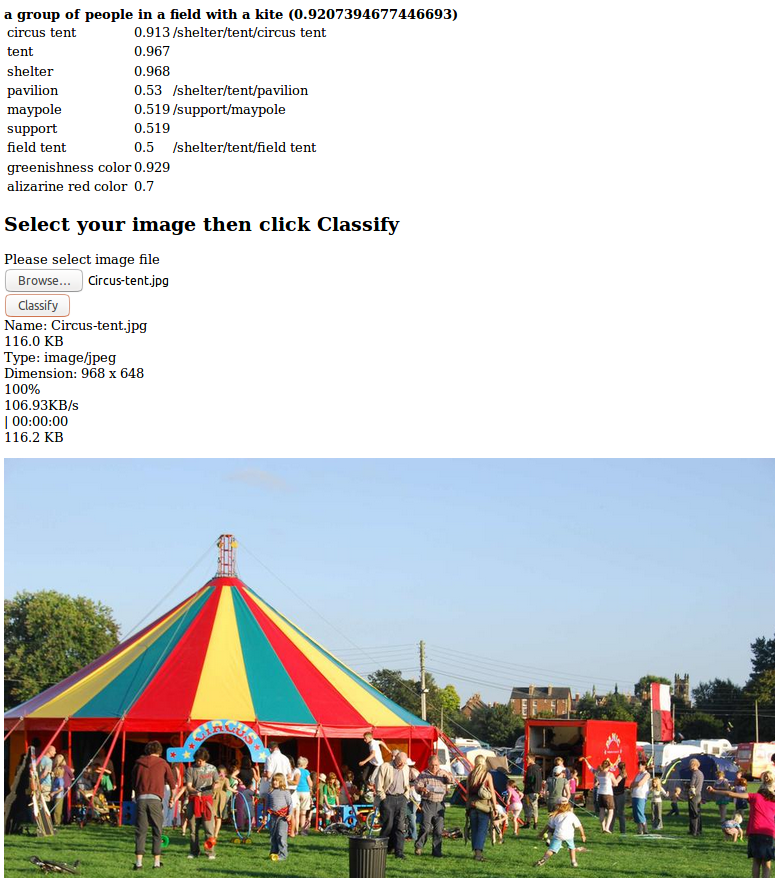 a group of people in a field with a kite (0.9207394677446693)
circus tent 0.913 /shelter/tent/circus tent
tent 0.967
shelter 0.968
pavilion 0.53 /shelter/tent/pavilion
maypole 0.519 /support/maypole
support 0.519
field tent 0.5 /shelter/tent/field tent
greenishness color 0.929
alizarine red color 0.7
Select your image then click Classify
Please select image file
Browse... Circus-tent.jpg
Classify
Name: Circus-tent.jpg
116.0 KB
Type: image/jpeg
Dimension: 968 x 648
100%
106.93KB/s
| 00:00:00
116.2 KB
CIRCUS